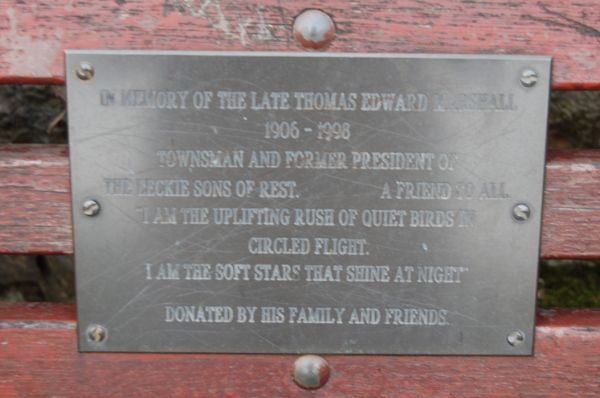 IN MEMORY OF THE LATE THOMAS EDWARD MARSHALL
1906 - 1998
TOWNSMAN AND FORMER PRESIDENT OF
THE LECKIE SONS OF REST. A FRIEND TO ALL.
"I AM THE UPLIFTING RUSH OF QUIET BIRDS IN
CIRCLED FLIGHT.
I AM THE SOFT STARS THAT SHINE AT NIGHT"
DONATED BY HIS FAMILY AND FRIENDS.